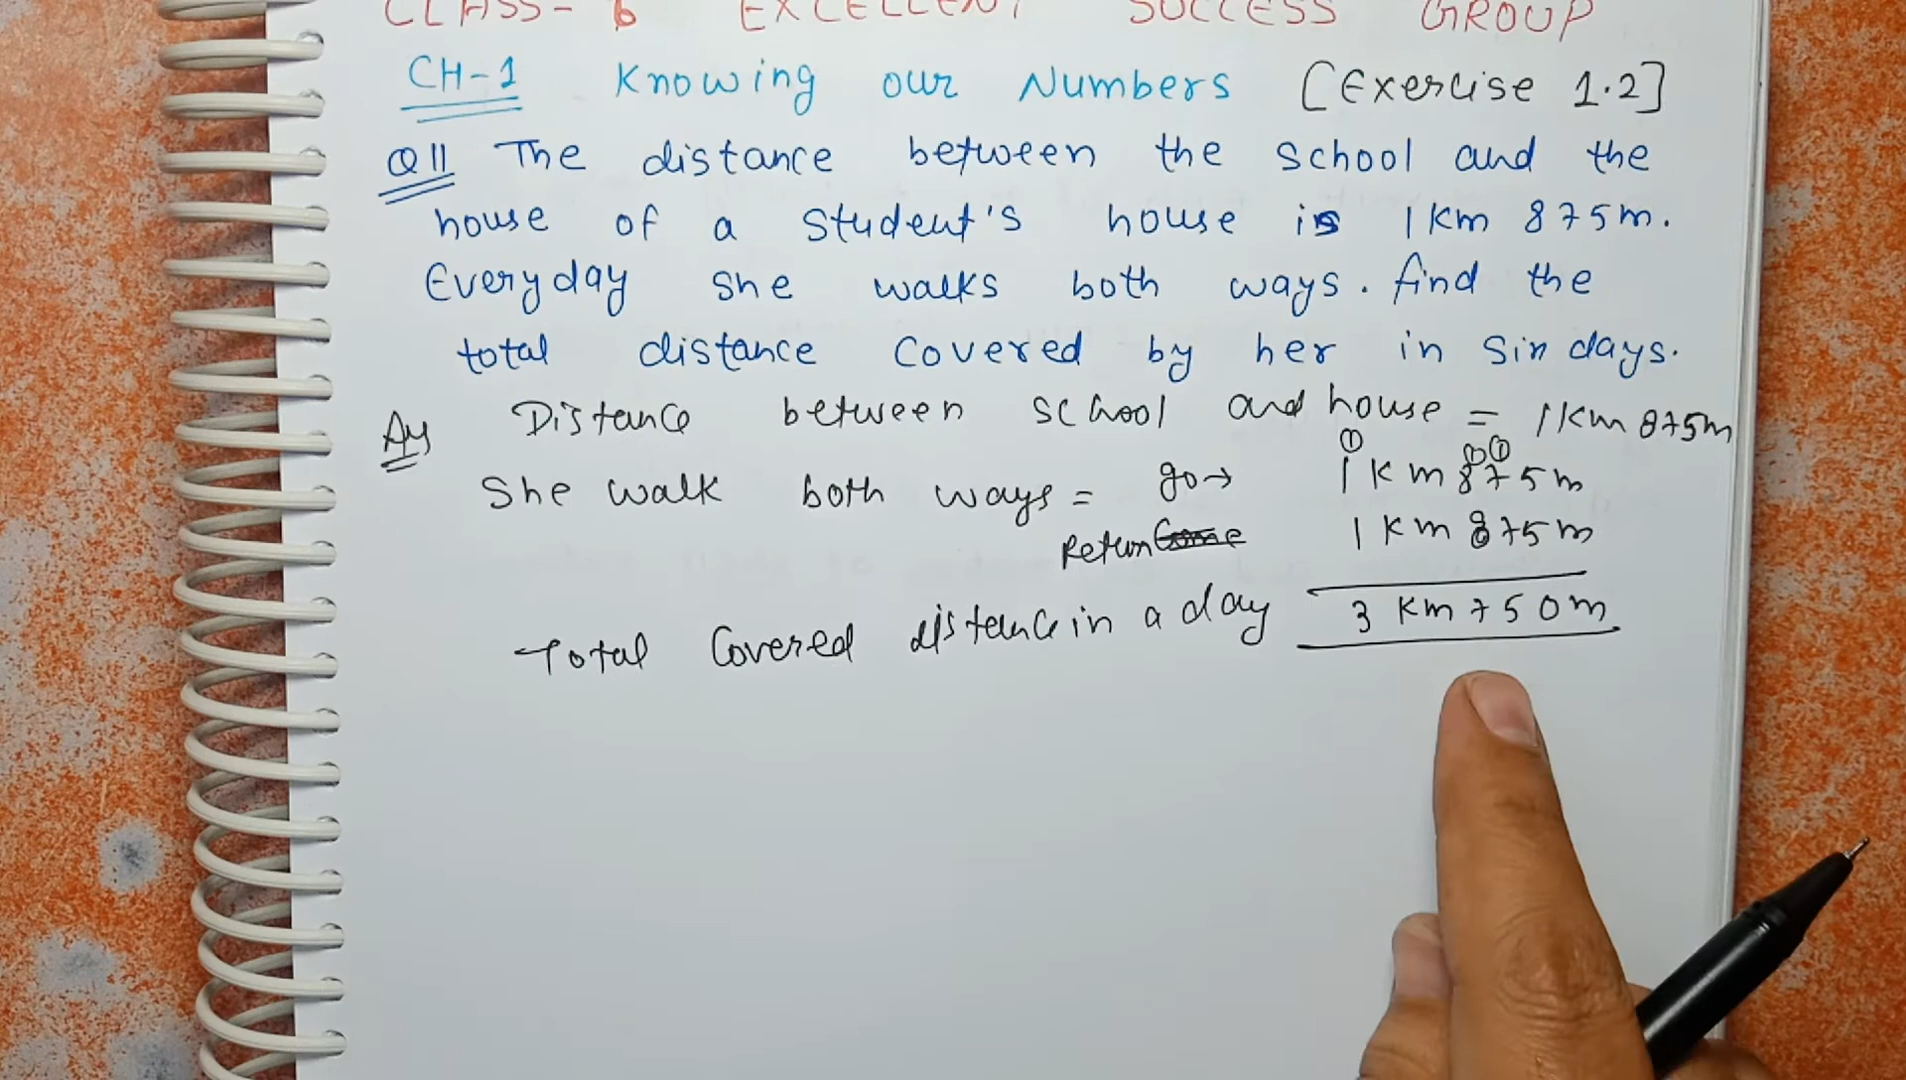 CLASS- 6 EXCELLENT SUCCESS GROUP
CH-1 Knowing our Numbers [Exercise 1.2]
Q11 The distance between the school and the
house of a student's house is 1km 875m.
Everyday she walks both ways. find the
total distance covered by her in Six days.
Ans Distance between school and house = 1km 875m
1 1 1
She walk both ways = go→ 1km 875m
Return 1km 875m
Total Covered distance in a day 3 km 750m